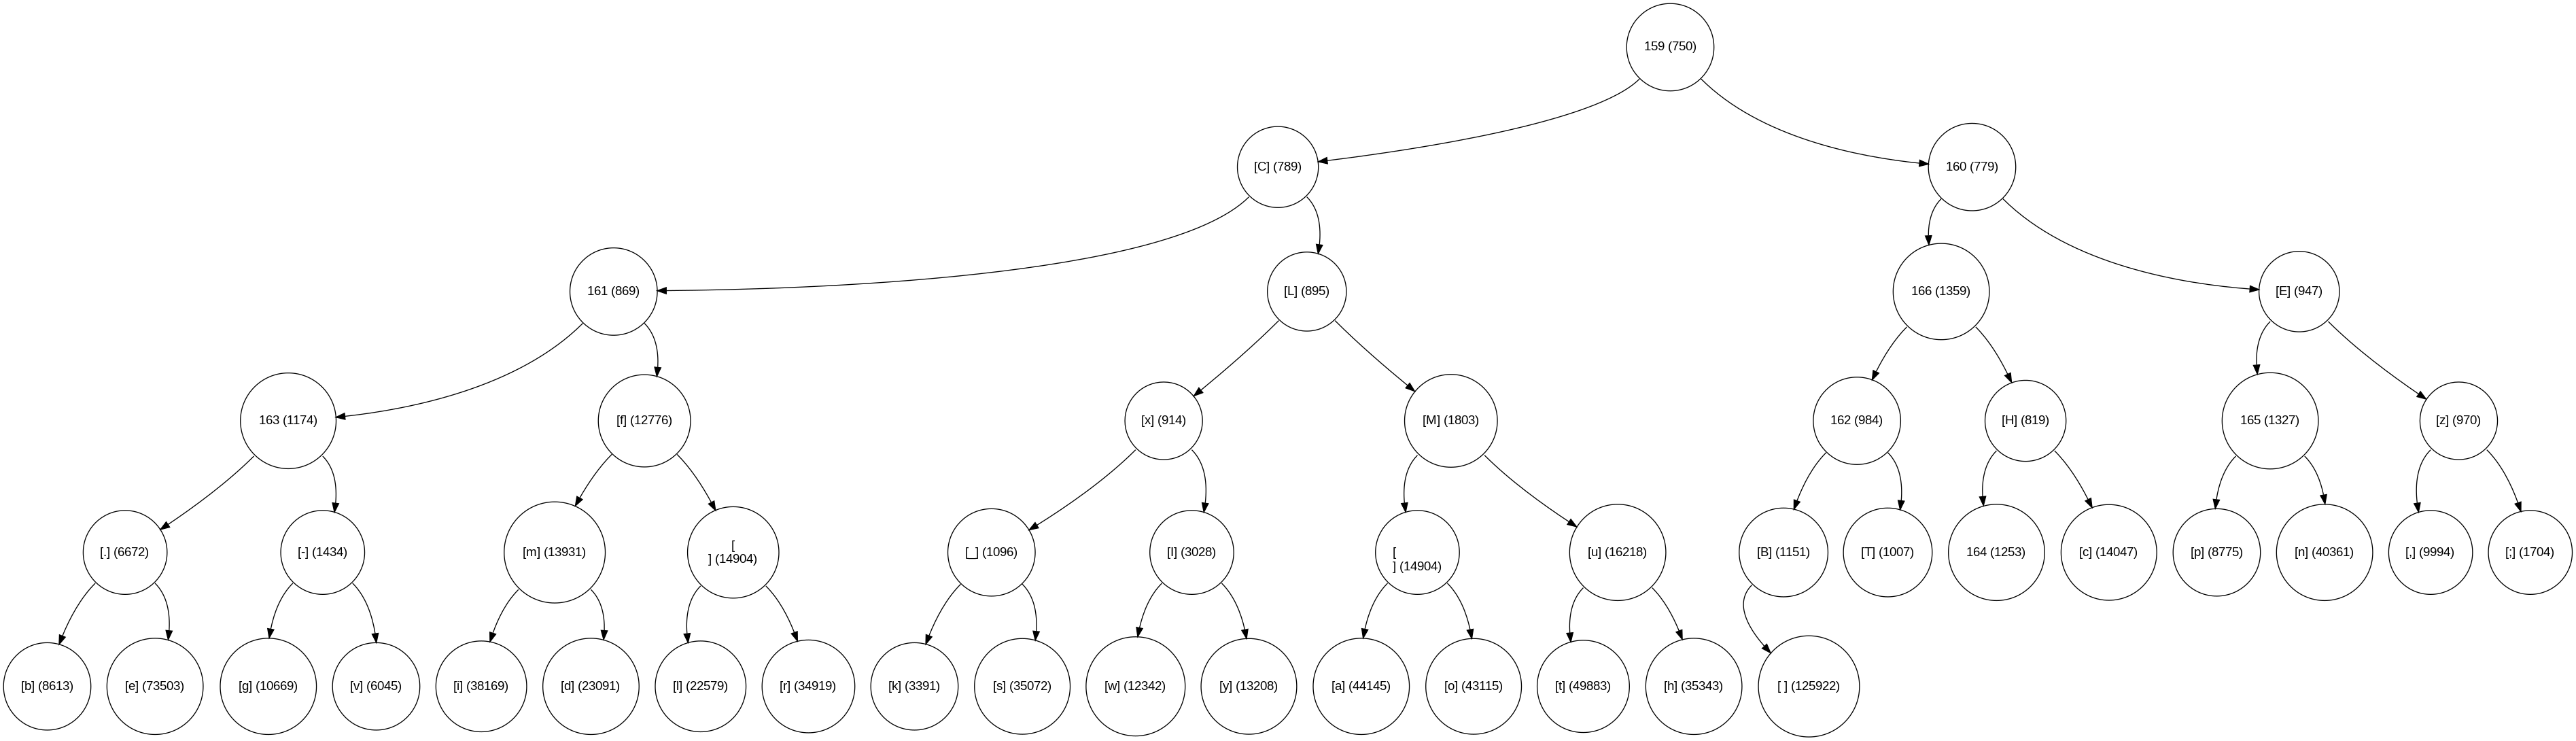 159 (750)
[C] (789)
160 (779)
161 (869)
[L] (895)
166 (1359)
[E] (947)
163 (1174)
[f] (12776)
[x] (914)
[M] (1803)
162 (984)
[H] (819)
165 (1327)
[z] (970)
[.] (6672)
[-] (1434)
[m] (13931)
[
] (14904)
[_] (1096)
[I] (3028)
[
] (14904)
[u] (16218)
[B] (1151)
[T] (1007)
164 (1253)
[c] (14047)
[p] (8775)
[n] (40361)
[,] (9994)
[;] (1704)
[b] (8613)
[e] (73503)
[g] (10669)
[v] (6045)
[i] (38169)
[d] (23091)
[l] (22579)
[r] (34919)
[k] (3391)
[s] (35072)
[w] (12342)
[y] (13208)
[a] (44145)
[o] (43115)
[t] (49883)
[h] (35343)
[ ] (125922)